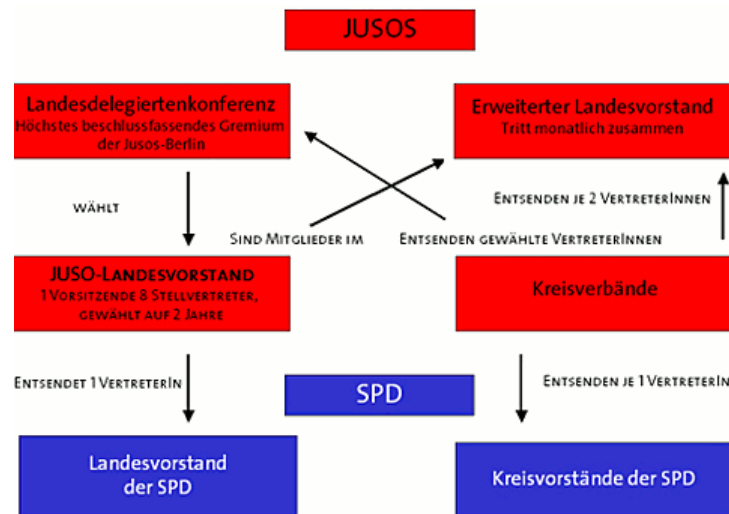 JUSOS
Landesdelegiertenkonferenz
Höchstes beschlussfassendes Gremium
der Jusos-Berlin
Erweiterter Landesvorstand
Tritt monatlich zusammen
WÄHLT
ENTSENDEN JE 2 VERTRETERINNEN
SIND MITGLIEDER IM
ENTSENDEN GEWÄHLTE VERTRETERINNEN
JUSO-LANDESVORSTAND
1 VORSITZENDE 8 STELLVERTRETER,
GEWÄHLT AUF 2 JAHRE
Kreisverbände
ENTSENDET 1 VERTRETERIN
SPD
ENTSENDEN JE 1 VERTRETERIN
Landesvorstand
der SPD
Kreisvorstände der SPD